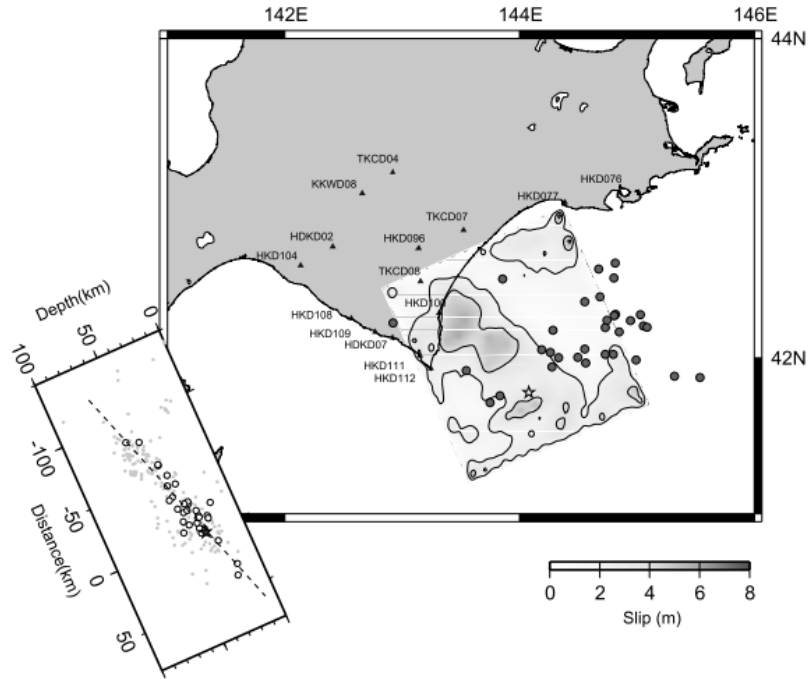 142E
144E
146E
44N
TKCD04
KKWD08
HKD076
HKD077
TKCD07
HDKD02
HKD096
HKD104
TKCD08
HKD100
HKD108
HKD109
HDKD07
HKD111
HKD112
42N
Depth(km)
100
50
0
-100
-50
0
50
Distance(km)
0 2 4 6 8
Slip (m)